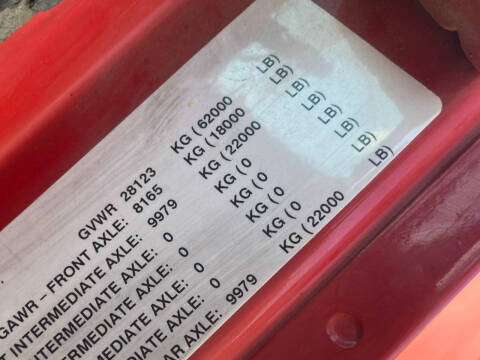 GVWR 28123 KG (62000 LB)
GAWR - FRONT AXLE: 8165 KG (18000 LB)
T INTERMEDIATE AXLE: 9979 KG (22000 LB)
INTERMEDIATE AXLE: 0 KG (0 LB)
INTERMEDIATE AXLE: 0 KG (0 LB)
INTERMEDIATE AXLE: 0 KG (0 LB)
AR AXLE: 9979 KG (22000 LB)